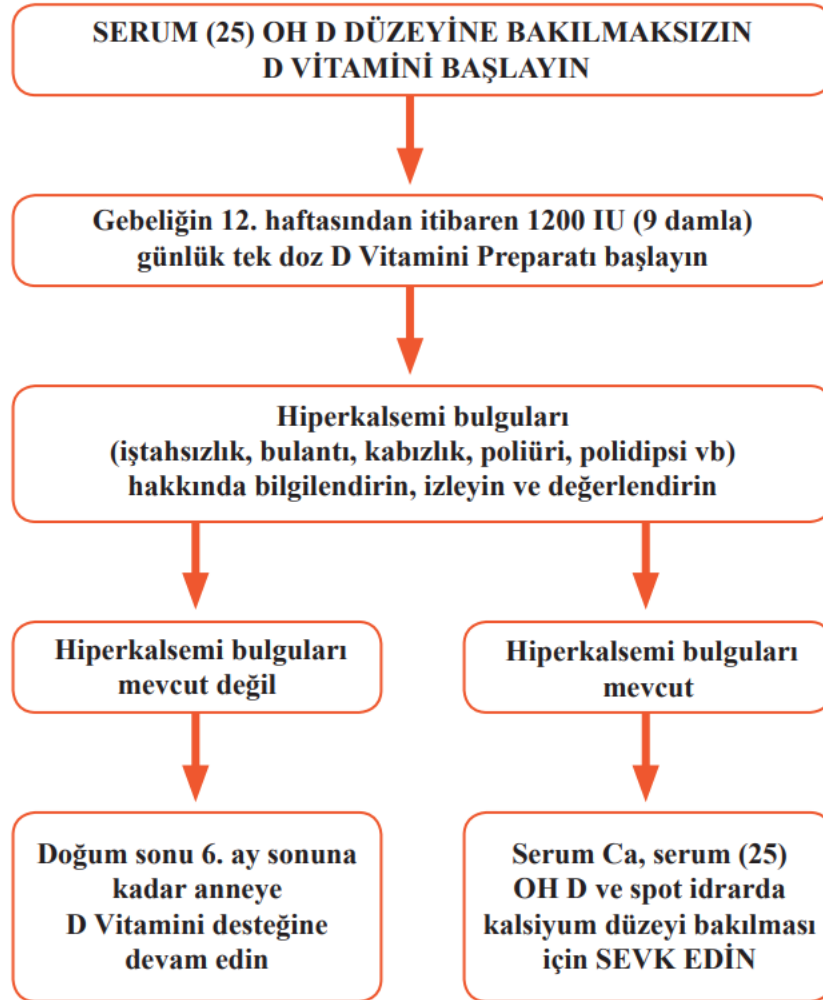 SERUM (25) OH D DÜZEYİNE BAKILMAKSIZIN
D VİTAMİNİ BAŞLAYIN
Gebeliğin 12. haftasından itibaren 1200 IU (9 damla)
günlük tek doz D Vitamini Preparatı başlayın
Hiperkalsemi bulguları
(iştahsızlık, bulantı, kabızlık, poliüri, polidipsi vb)
hakkında bilgilendirin, izleyin ve değerlendirin
Hiperkalsemi bulguları
mevcut değil
Hiperkalsemi bulguları
mevcut
Doğum sonu 6. ay sonuna
kadar anneye
D Vitamini desteğine
devam edin
Serum Ca, serum (25)
OH D ve spot idrarda
kalsiyum düzeyi bakılması
için SEVK EDİN